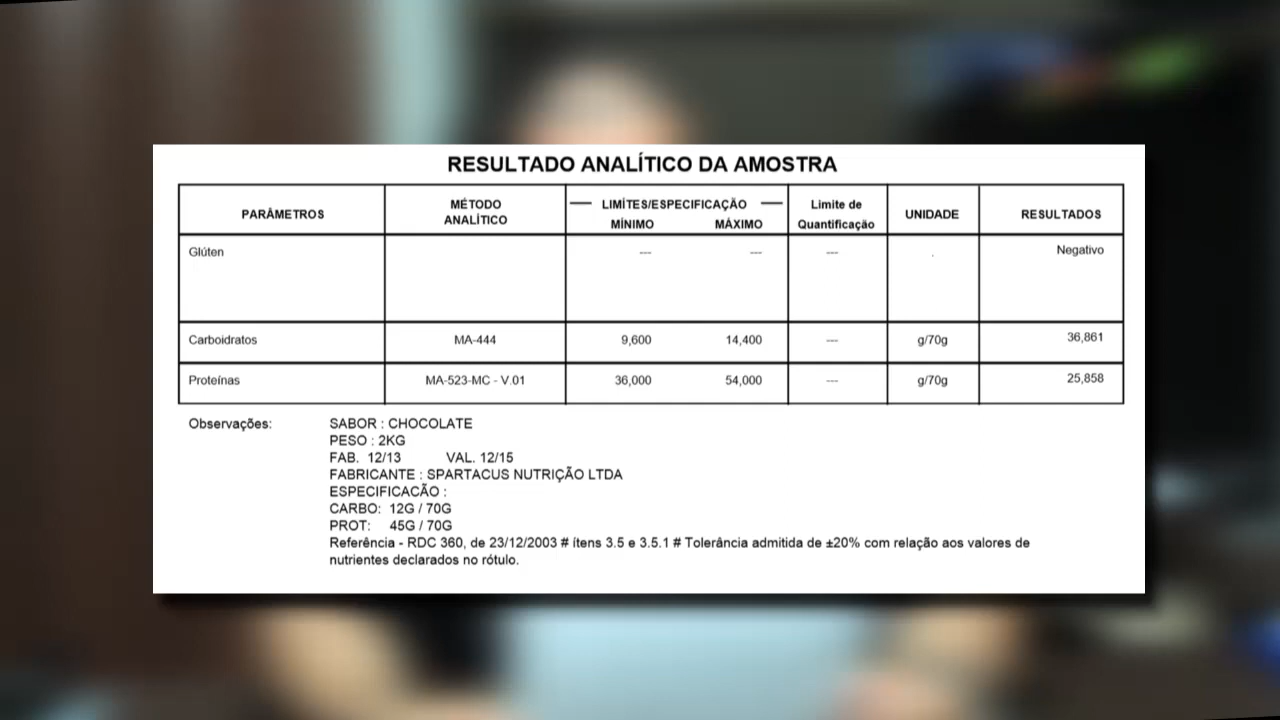 RESULTADO ANALÍTICO DA AMOSTRA
PARÂMETROS MÉTODO ANALÍTICO LIMÍTES/ESPECIFICAÇÃO MÍNIMO MÁXIMO Limite de Quantificação UNIDADE RESULTADOS
Glúten --- --- --- . Negativo
Carboidratos MA-444 9,600 14,400 --- g/70g 36,861
Proteínas MA-523-MC - V.01 36,000 54,000 --- g/70g 25,858
Observações: SABOR : CHOCOLATE
PESO : 2KG
FAB. 12/13 VAL. 12/15
FABRICANTE : SPARTACUS NUTRIÇÃO LTDA
ESPECIFICACÃO :
CARBO: 12G / 70G
PROT: 45G / 70G
Referência - RDC 360, de 23/12/2003 # ítens 3.5 e 3.5.1 # Tolerância admitida de ±20% com relação aos valores de
nutrientes declarados no rótulo.